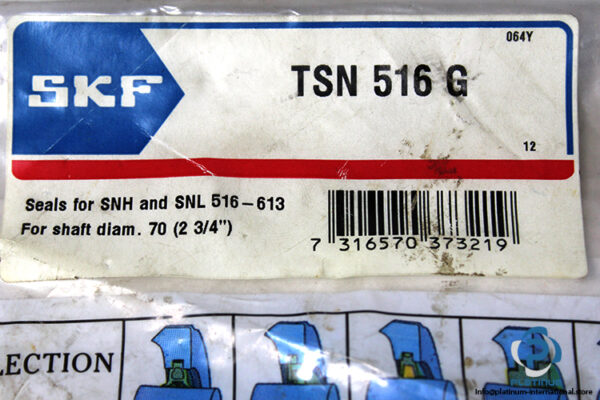 064Y
SKF
TSN 516 G
12
Seals for SNH and SNL 516-613
For shaft diam. 70 (2 3/4")
7 316570 373219
LECTION
PLATINUM
info@platinum-international.store